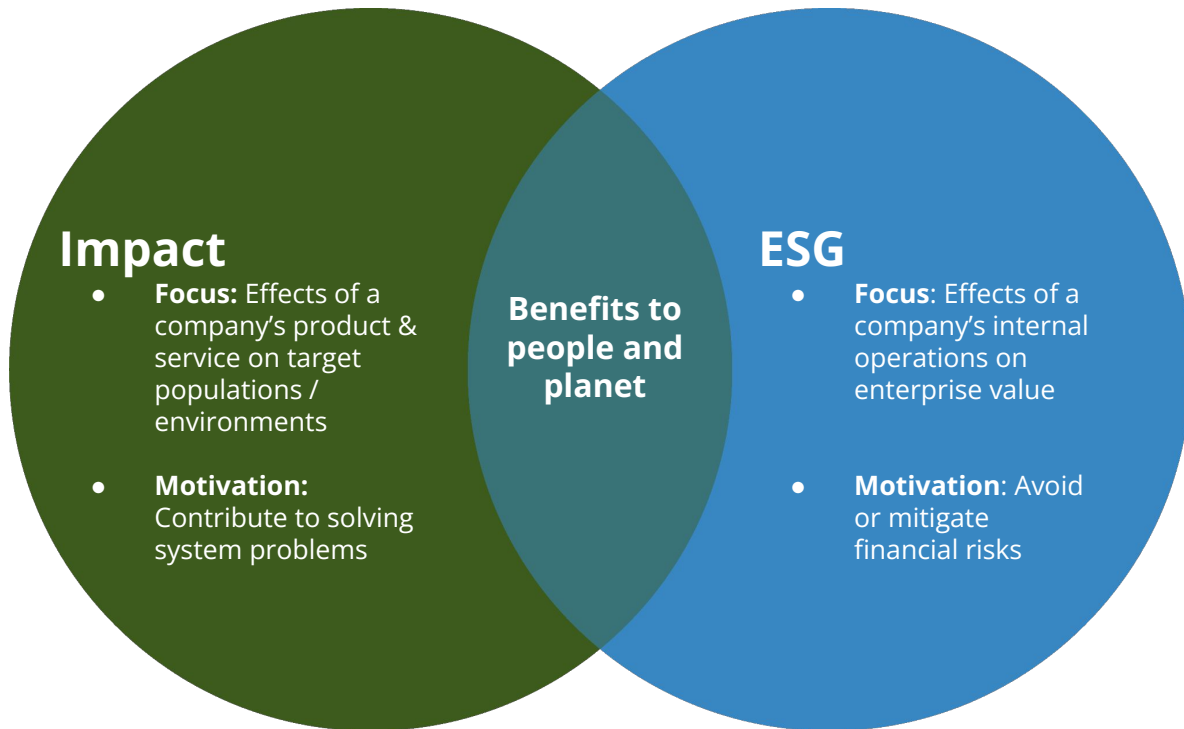 Impact
● Focus: Effects of a
company’s product &
service on target
populations /
environments
● Motivation:
Contribute to solving
system problems
Benefits to
people and
planet
ESG
● Focus: Effects of a
company’s internal
operations on
enterprise value
● Motivation: Avoid
or mitigate
financial risks